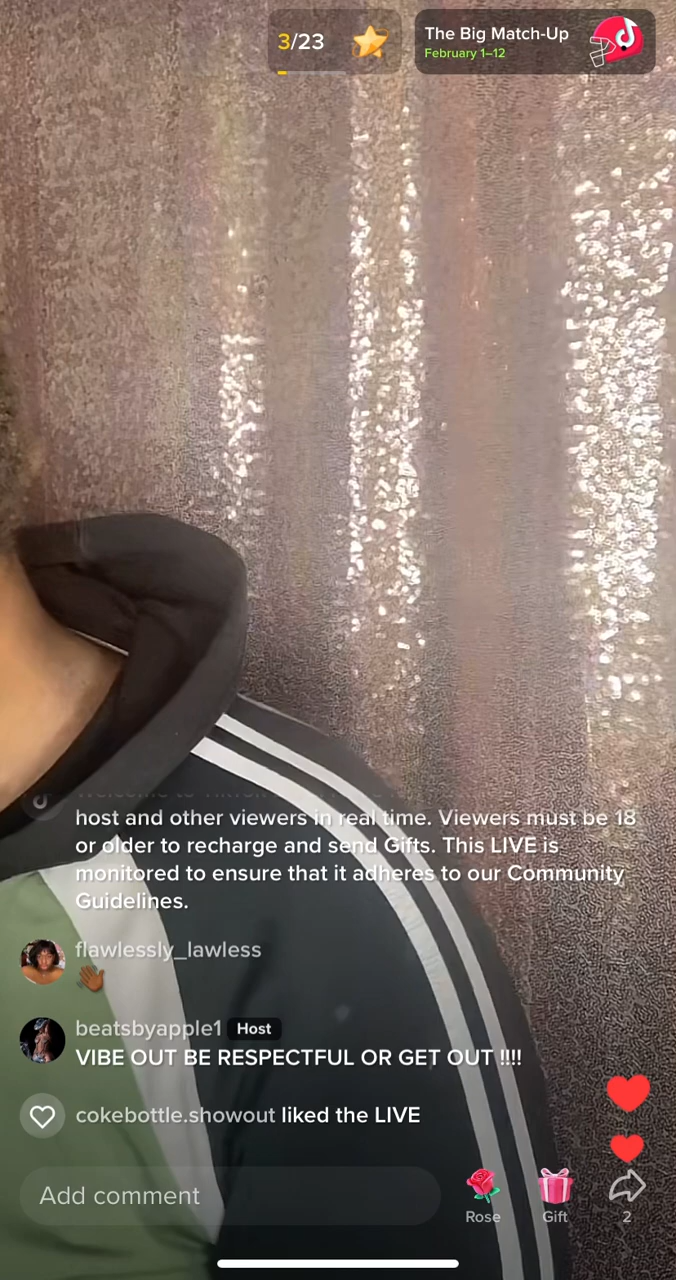 3/23
The Big Match-Up
February 1–12
host and other viewers in real time. Viewers must be 18
or older to recharge and send Gifts. This LIVE is
monitored to ensure that it adheres to our Community
Guidelines.
flawlessly_lawless
👋🏾
beatsbyapple1 Host
VIBE OUT BE RESPECTFUL OR GET OUT !!!!
cokebottle.showout liked the LIVE
Add comment
Rose
Gift
2